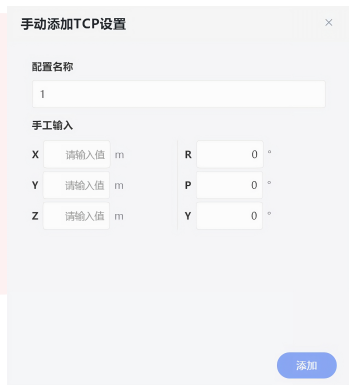 手动添加TCP设置 ×
配置名称
1
手工输入
X 请输入值 m R 0 °
Y 请输入值 m P 0 °
Z 请输入值 m Y 0 °
添加